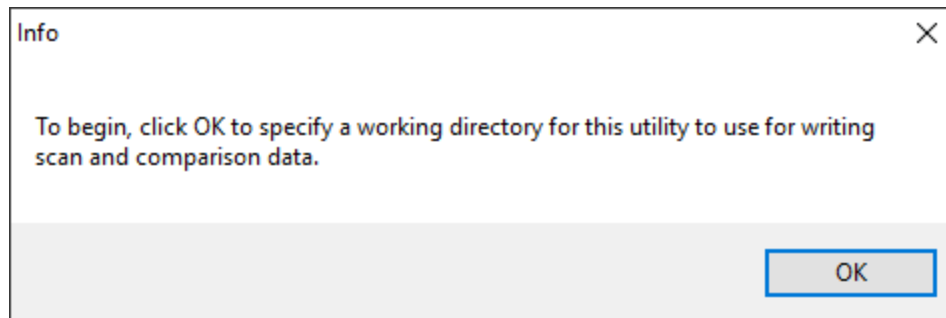 Info
To begin, click OK to specify a working directory for this utility to use for writing
scan and comparison data.
OK